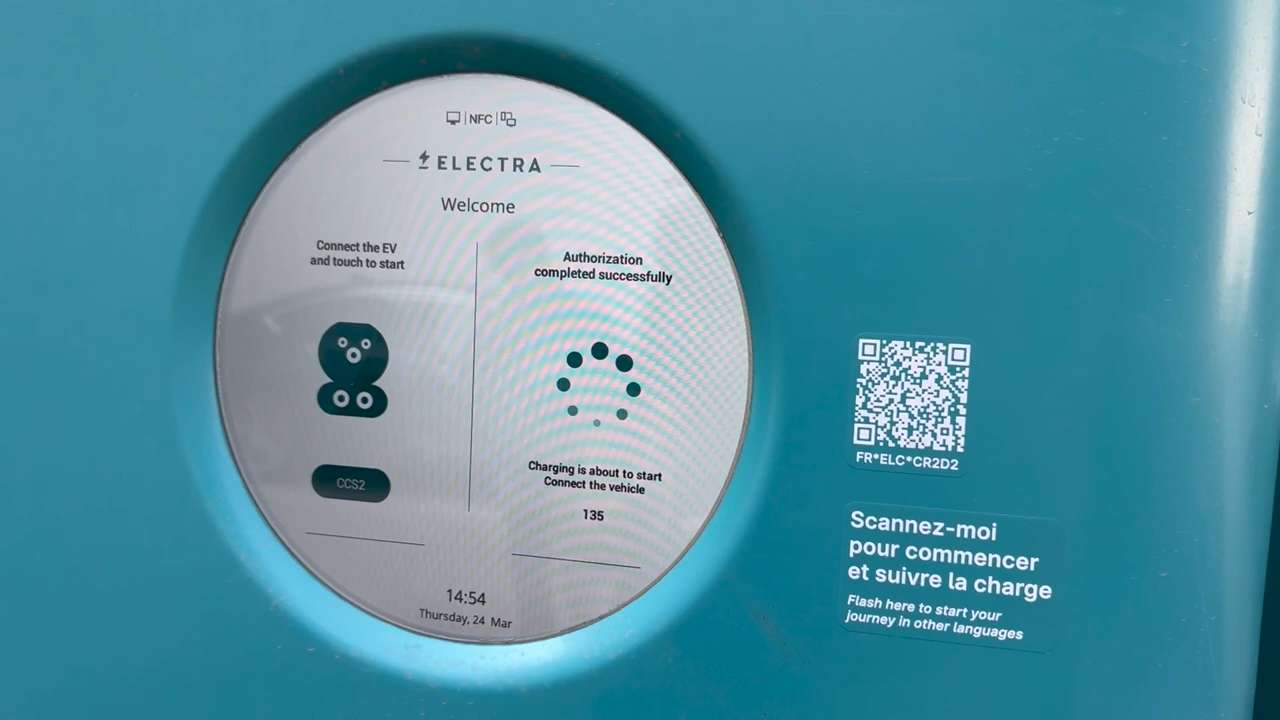 NFC
ELECTRA
Welcome
Connect the EV
and touch to start
CCS2
Authorization
completed successfully
Charging is about to start
Connect the vehicle
135
14:54
Thursday, 24 Mar
FR*ELC*CR2D2
Scannez-moi
pour commencer
et suivre la charge
Flash here to start your
journey in other languages